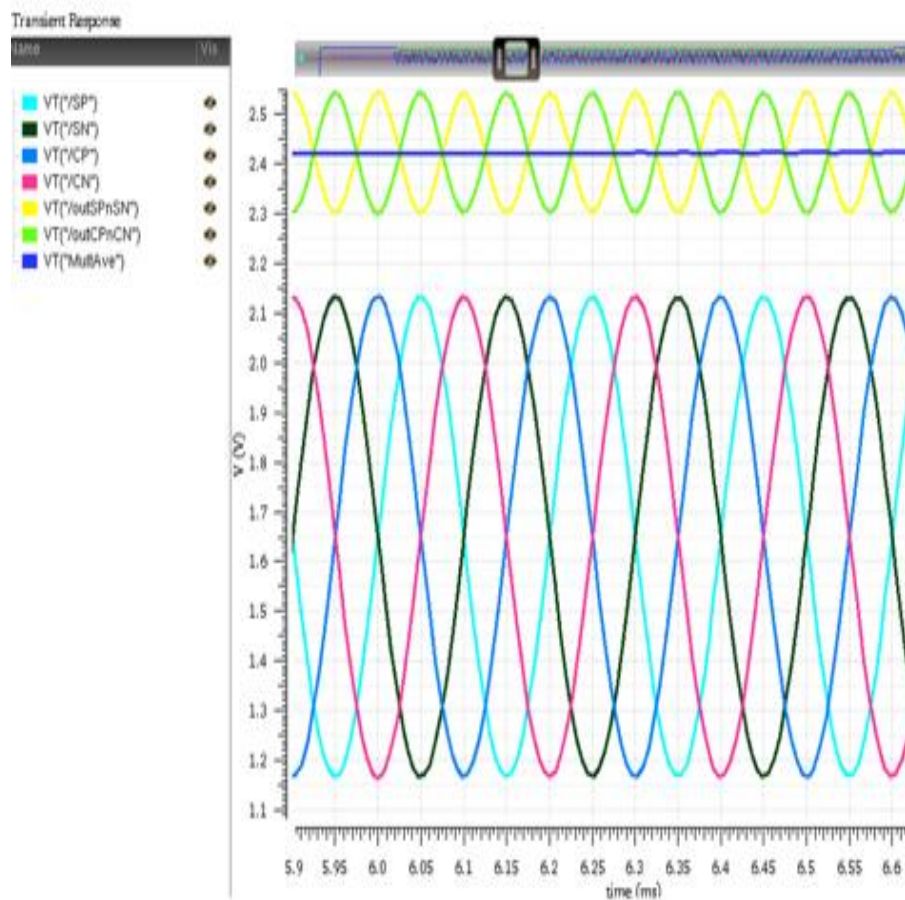 Transient Response
Name Vis
VT("/SP")
VT("/SN")
VT("/CP")
VT("/CN")
VT("/outSPnSN")
VT("/outCPnCN")
VT("MultAve")
2.5
2.4
2.3
2.2
2.1
2.0
1.9
1.8
1.7
1.6
1.5
1.4
1.3
1.2
1.1
V (V)
5.9 5.95 6.0 6.05 6.1 6.15 6.2 6.25 6.3 6.35 6.4 6.45 6.5 6.55 6.6
time (ms)